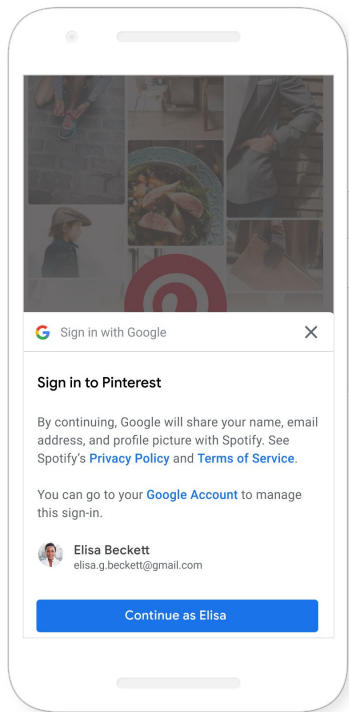 Sign in with Google
Sign in to Pinterest
By continuing, Google will share your name, email
address, and profile picture with Spotify. See
Spotify's Privacy Policy and Terms of Service.
You can go to your Google Account to manage
this sign-in.
Elisa Beckett
elisa.g.beckett@gmail.com
Continue as Elisa